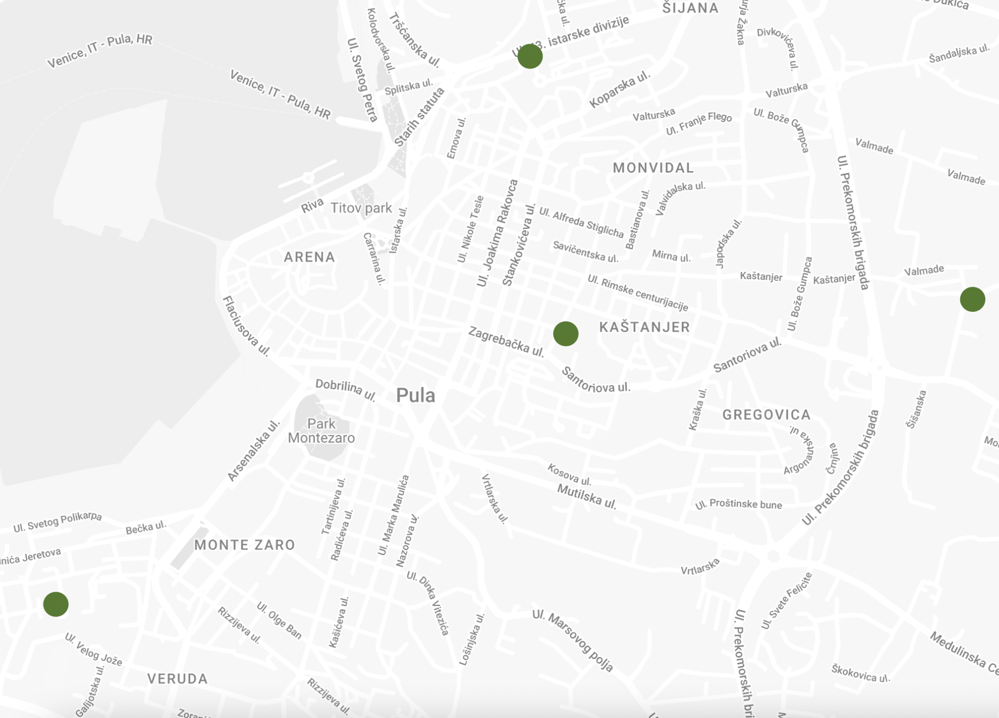 ŠIJANA
Venice, IT - Pula, HR
Venice, IT - Pula, HR
Ul. Svetog Petra
Kolodvorska ul.
Tršćanska ul.
istarske divizije
Divkovićeva ul.
Šandaljska ul.
Splitska ul.
Starih statuta
Koparska ul.
Valturska
Valturska
Ul. Franje Flego
Ul. Bože Gumpca
Emova ul.
Valmade
Valmade
MONVIDAL
Ul. Prekomorskih brigada
Riva
Titov park
Istarska ul.
Carrarina ul.
Ul. Nikole Tesle
Ul. Joakima Rakovca
Stankovićeva ul.
Ul. Alfreda Stiglicha
Bastianova ul.
Valvidalska ul.
Japodska ul.
Savičentska ul.
Mirna ul.
ARENA
Kaštanjer
Kaštanjer
Valmade
Ul. Rimske centurijacije
Ul. Bože Gumpca
Flaciusova ul.
Zagrebačka ul.
KAŠTANJER
Santoriova ul.
Santoriova ul.
Dobrilina ul.
Pula
Kraška ul.
GREGOVICA
Šišanska
Park
Montezaro
Arsenalska ul.
Argonautska ul.
Črnjina
Ul. Prekomorskih brigada
Kosova ul.
Mutilska ul.
Vrtlarska ul.
Ul. Proštinske bune
Tartinijeva ul.
Radićeva ul.
Ul. Marka Marulića
Nazorova ul.
Ul. Svetog Polikarpa
Bečka ul.
MONTE ZARO
Jeretova
Vrtlarska
Ul. Dinka Vitezića
Ul. Svete Felicite
Rizzijeva ul.
Ul. Olge Ban
Kašićeva ul.
Lošinjska ul.
Ul. Marsovog polja
Ul. Prekomorskih bri
Medulinska Ce
Ul. Velog Jože
Galijotska ul.
VERUDA
Rizzijeva ul.
Škokovica ul.